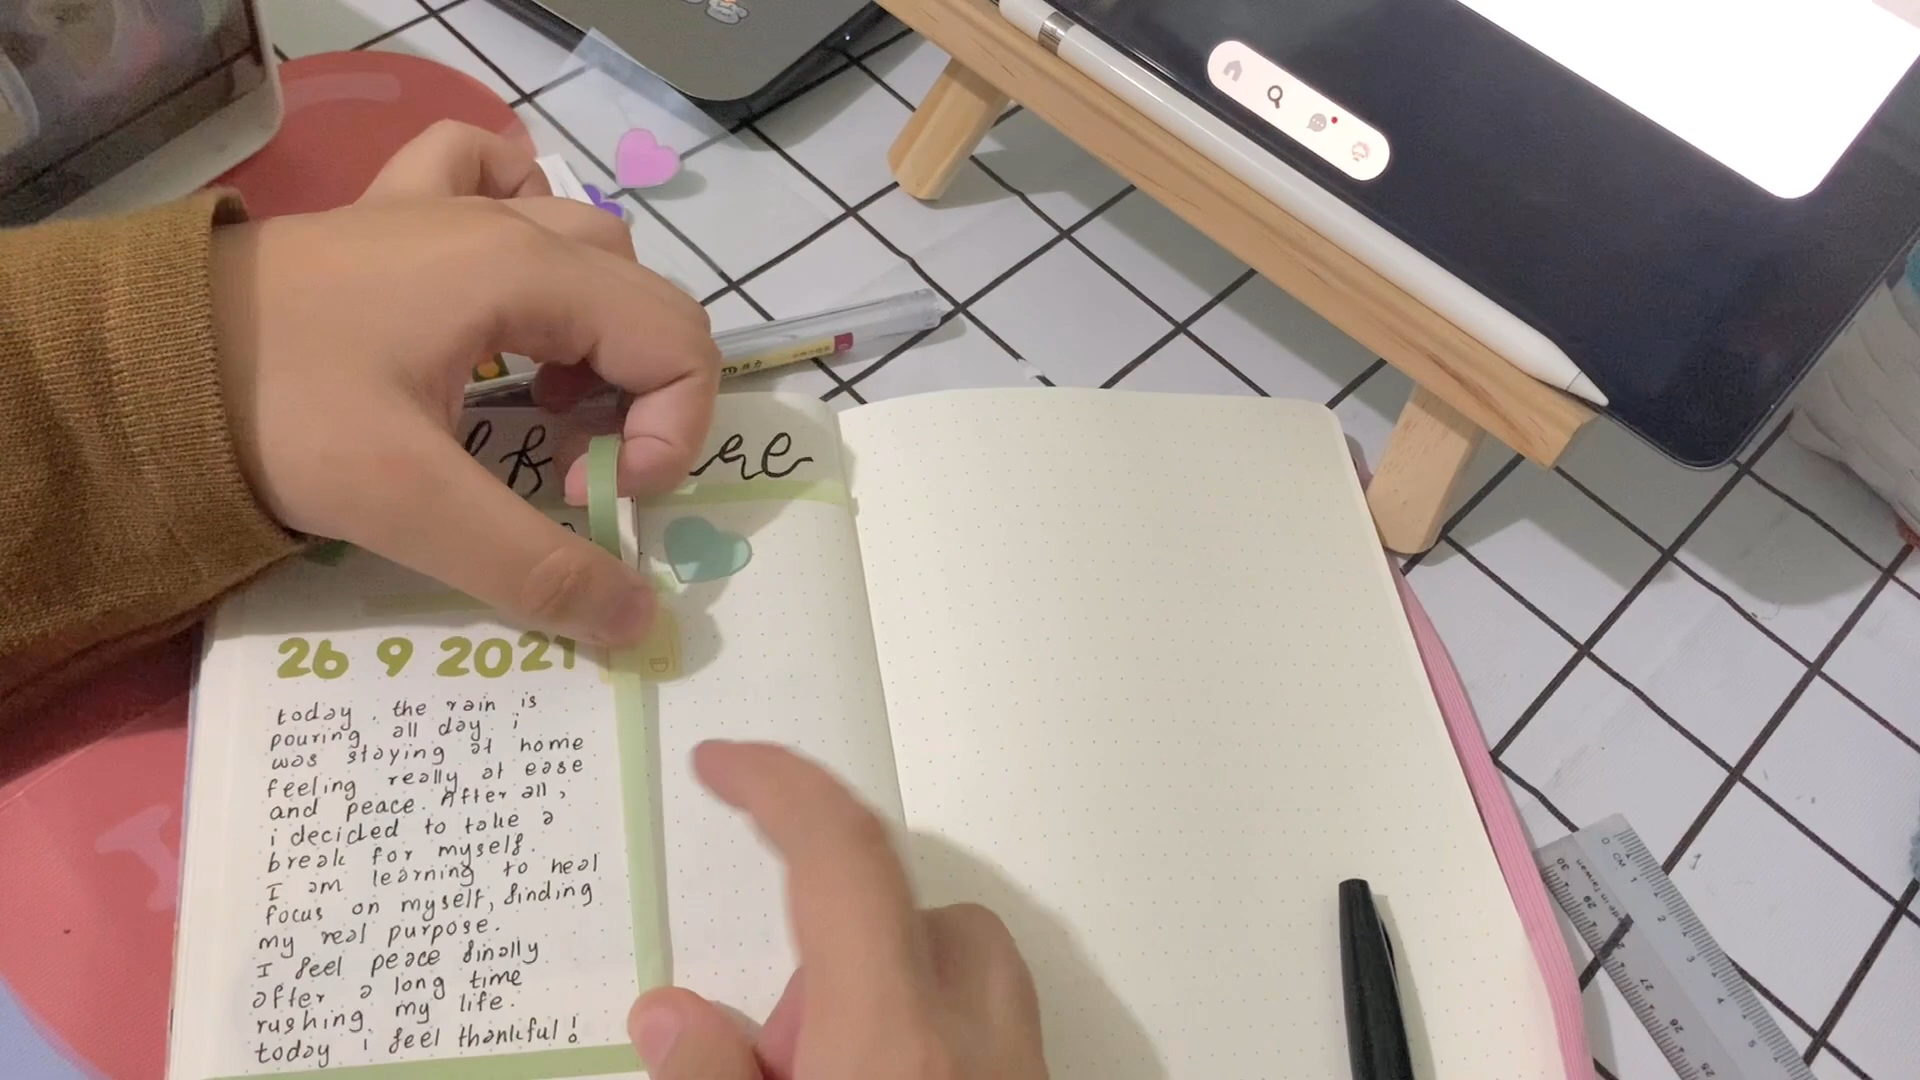 26 9 2021
today . the rain is
pouring all day . i
was staying at home
feeling really at ease
and peace. After all,
i decided to take a
break for myself.
I am learning to heal
focus on myself, finding
my real purpose.
I feel peace finally
after a long time
rushing my life.
today i feel thankful!